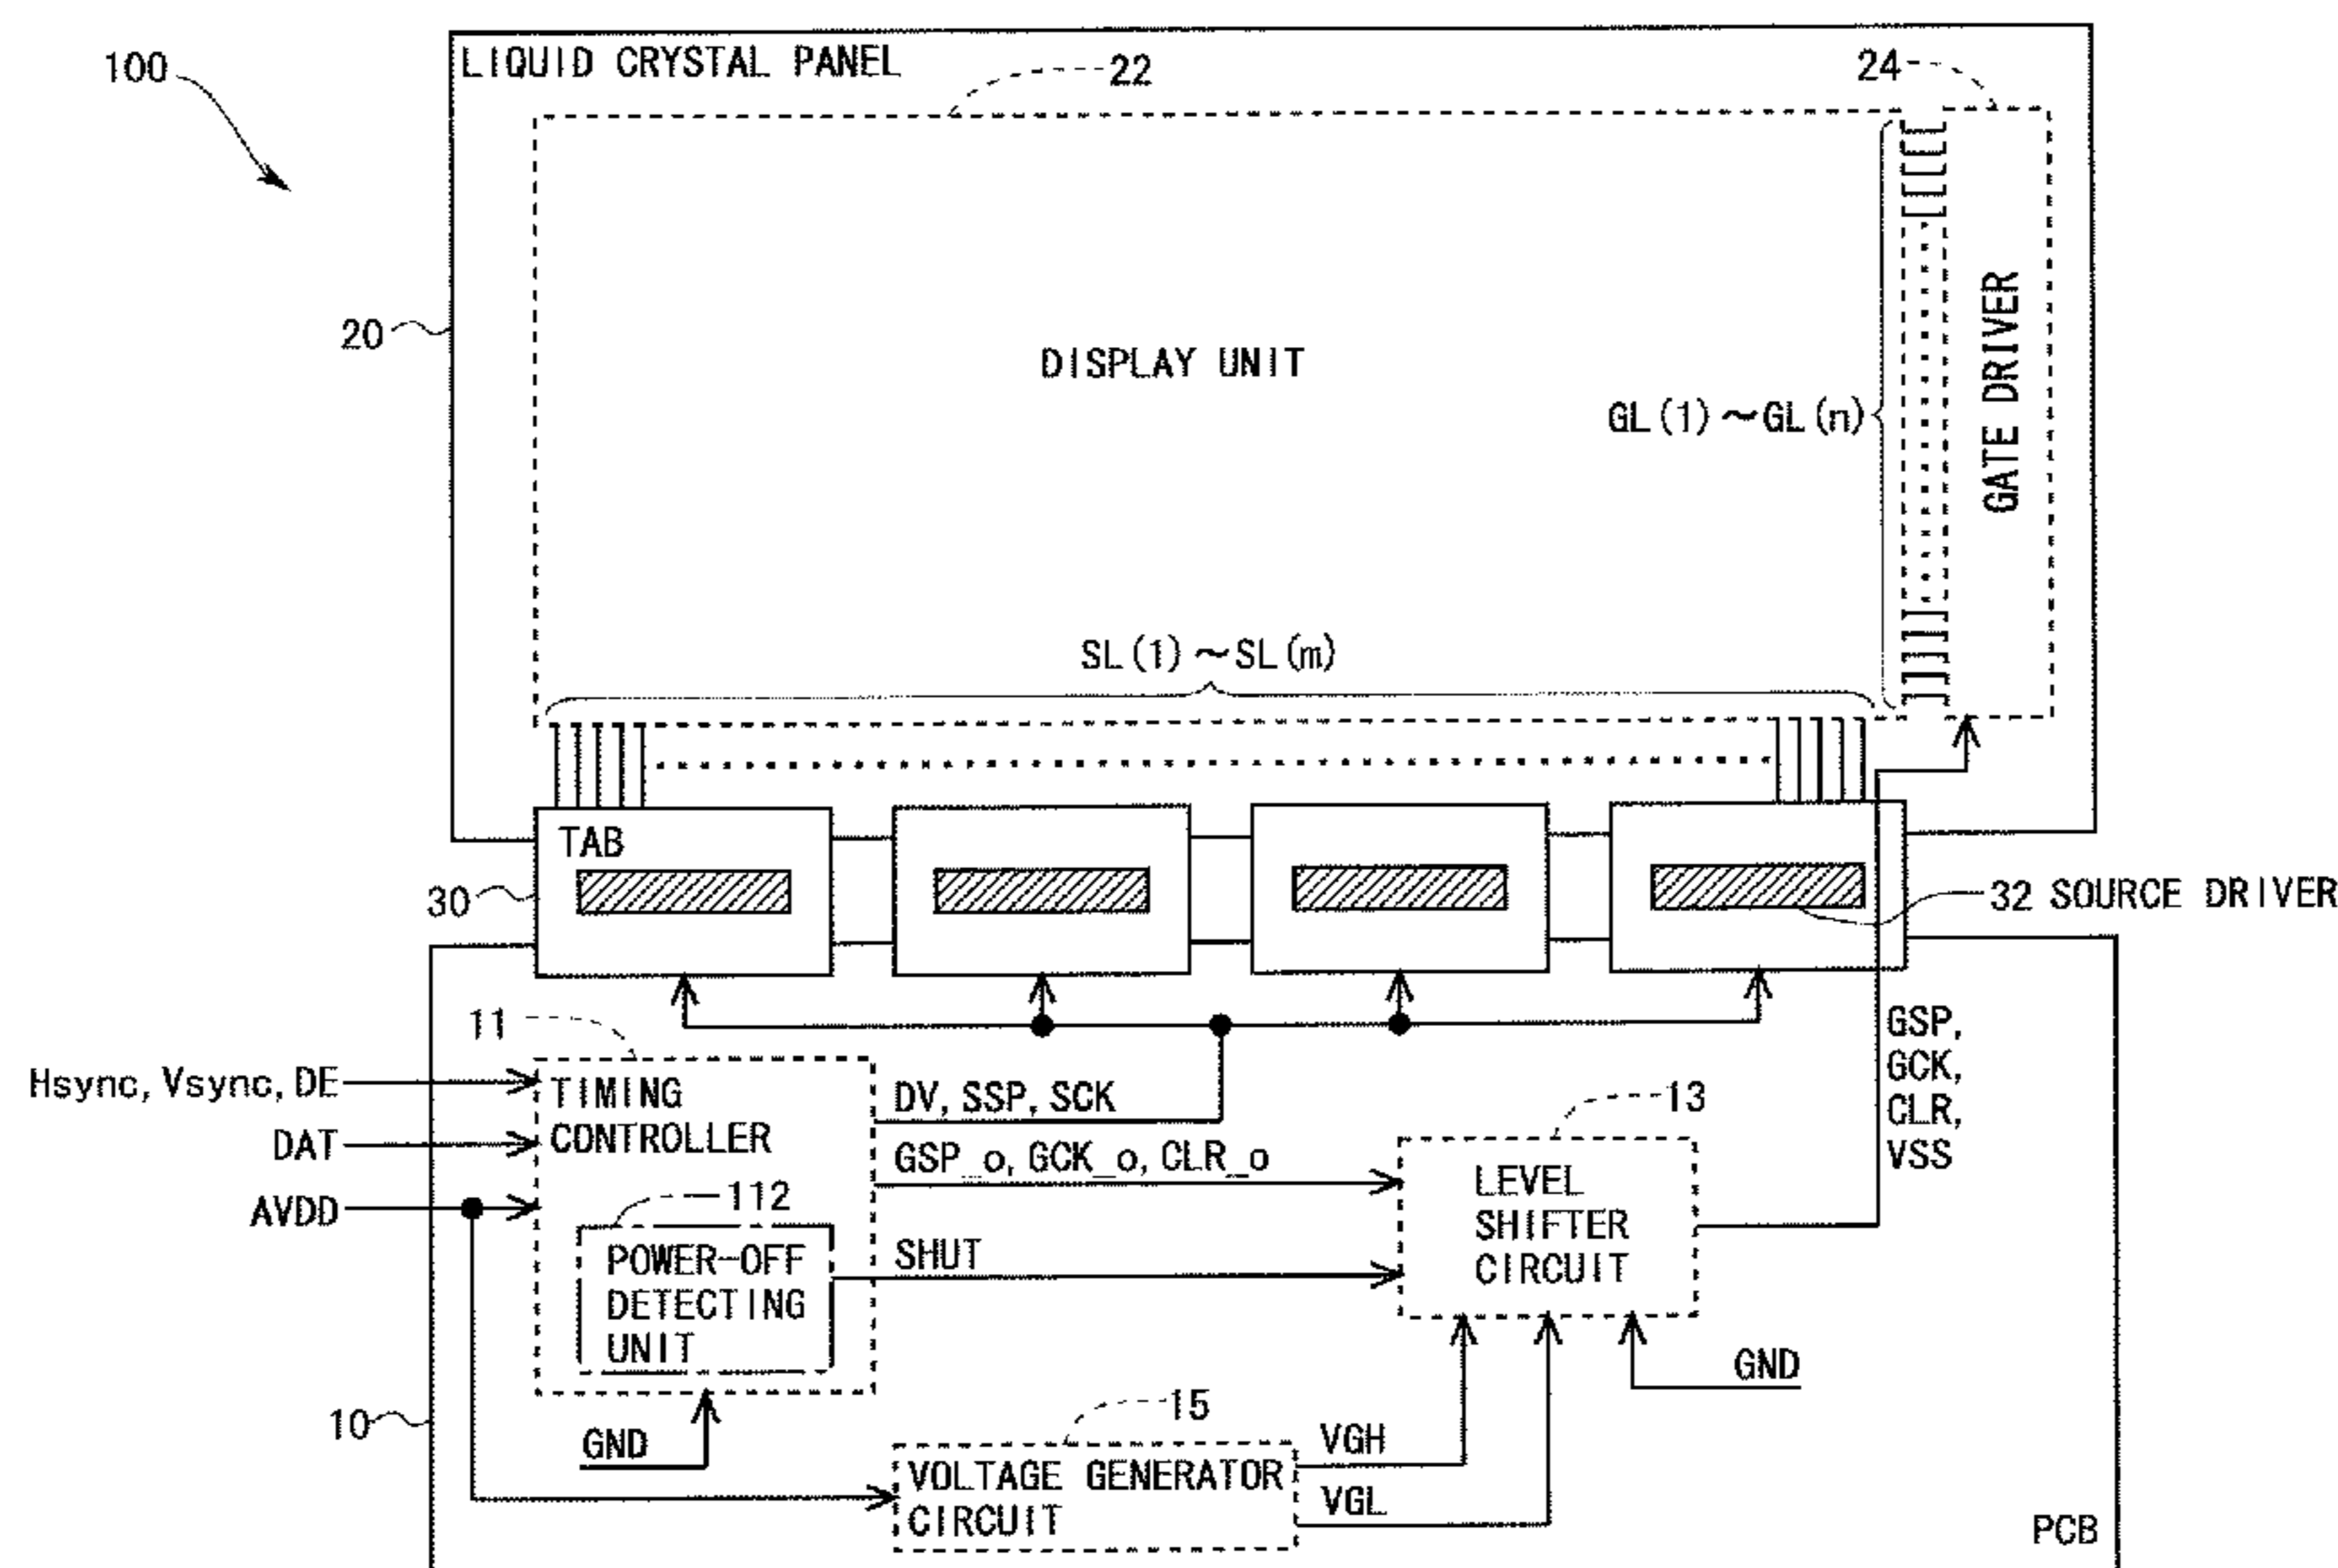 100
LIQUID CRYSTAL PANEL
22
24
20
DISPLAY UNIT
GL(1)~GL(n)
GATE DRIVER
SL(1)~SL(m)
TAB
30
32 SOURCE DRIVER
11
Hsync, Vsync, DE
DAT
AVDD
TIMING
CONTROLLER
DV, SSP, SCK
GSP_o, GCK_o, CLR_o
13
GSP,
GCK,
CLR,
VSS
LEVEL
SHIFTER
CIRCUIT
112
POWER-OFF
DETECTING
UNIT
SHUT
GND
GND
10
15
VOLTAGE GENERATOR
CIRCUIT
VGH
VGL
PCB